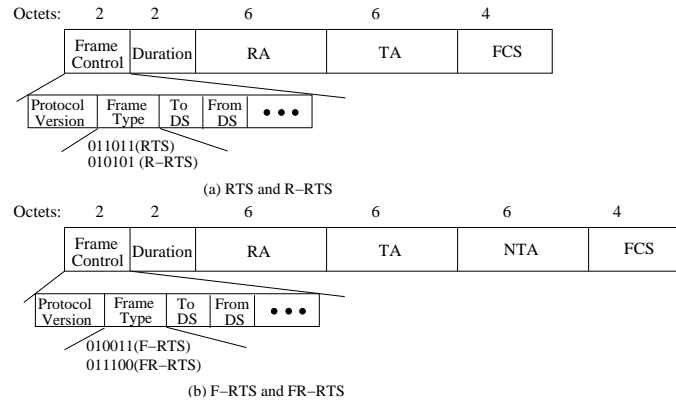 Octets: 2 2 6 6 4
Frame Control Duration RA TA FCS
Protocol Version Frame Type To DS From DS •••
011011(RTS)
010101 (R−RTS)
(a) RTS and R−RTS
Octets: 2 2 6 6 6 4
Frame Control Duration RA TA NTA FCS
Protocol Version Frame Type To DS From DS •••
010011(F−RTS)
011100(FR−RTS)
(b) F−RTS and FR−RTS